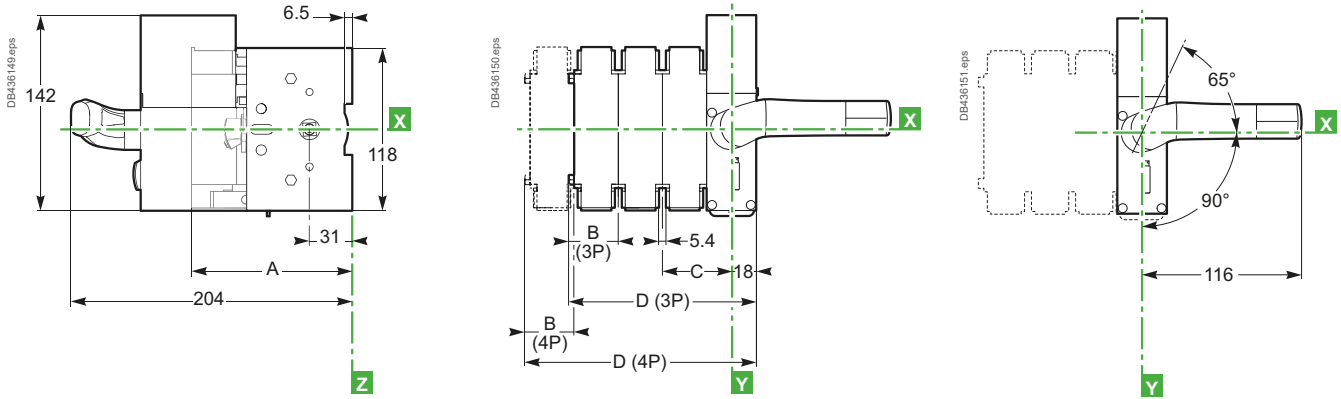 DB436149.eps
6.5
142
X
118
31
A
204
Z
DB436150.eps
X
B
(3P)
5.4
C
18
D (3P)
B
(4P)
D (4P)
Y
DB436151.eps
65°
X
90°
116
Y